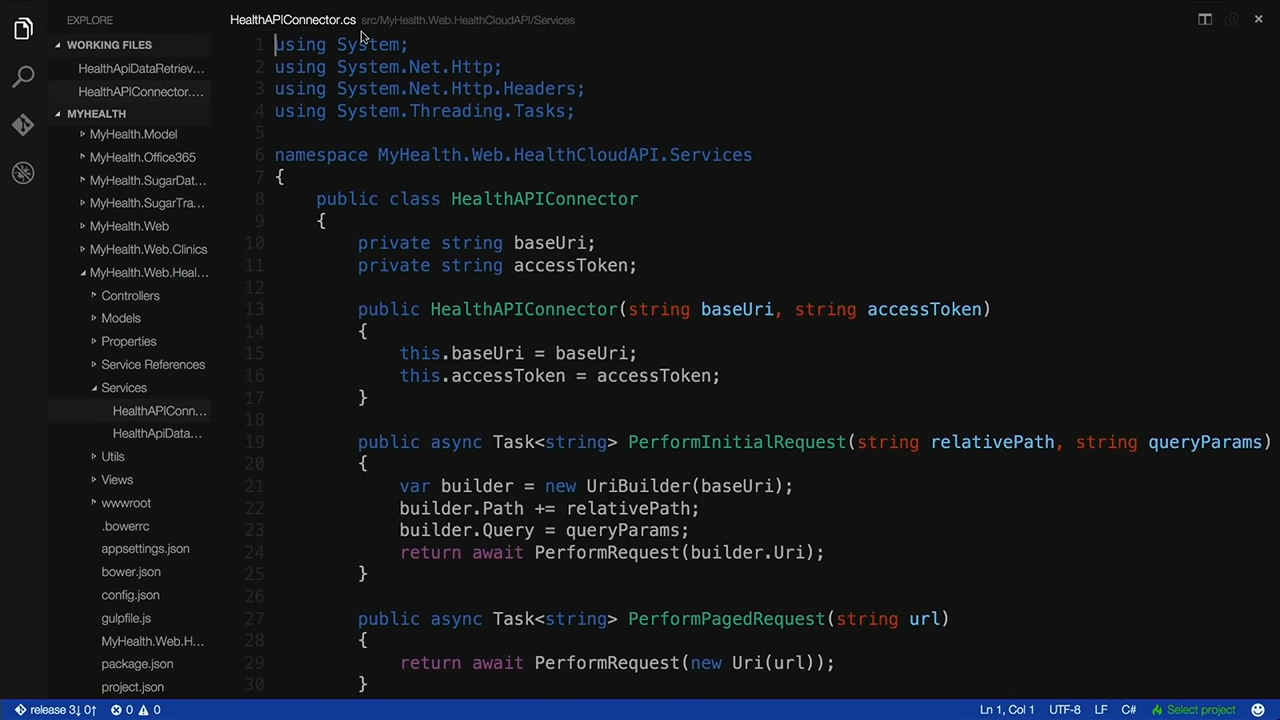 EXPLORE
WORKING FILES
HealthApiDataRetriev...
HealthAPIConnector....
MYHEALTH
MyHealth.Model
MyHealth.Office365
MyHealth.SugarDat...
MyHealth.SugarTra...
MyHealth.Web
MyHealth.Web.Clinics
MyHealth.Web.Heal...
Controllers
Models
Properties
Service References
Services
HealthAPIConn...
HealthApiData...
Utils
Views
wwwroot
.bowerrc
appsettings.json
bower.json
config.json
gulpfile.js
MyHealth.Web.H...
package.json
project.json
HealthAPIConnector.cs src/MyHealth.Web.HealthCloudAPI/Services
1 using System;
2 using System.Net.Http;
3 using System.Net.Http.Headers;
4 using System.Threading.Tasks;
5
6 namespace MyHealth.Web.HealthCloudAPI.Services
7 {
8 public class HealthAPIConnector
9 {
10 private string baseUri;
11 private string accessToken;
12
13 public HealthAPIConnector(string baseUri, string accessToken)
14 {
15 this.baseUri = baseUri;
16 this.accessToken = accessToken;
17 }
18
19 public async Task<string> PerformInitialRequest(string relativePath, string queryParams)
20 {
21 var builder = new UriBuilder(baseUri);
22 builder.Path += relativePath;
23 builder.Query = queryParams;
24 return await PerformRequest(builder.Uri);
25 }
26
27 public async Task<string> PerformPagedRequest(string url)
28 {
29 return await PerformRequest(new Uri(url));
30 }
release 3↓ 0↑ 0 0 Ln 1, Col 1 UTF-8 LF C# Select project